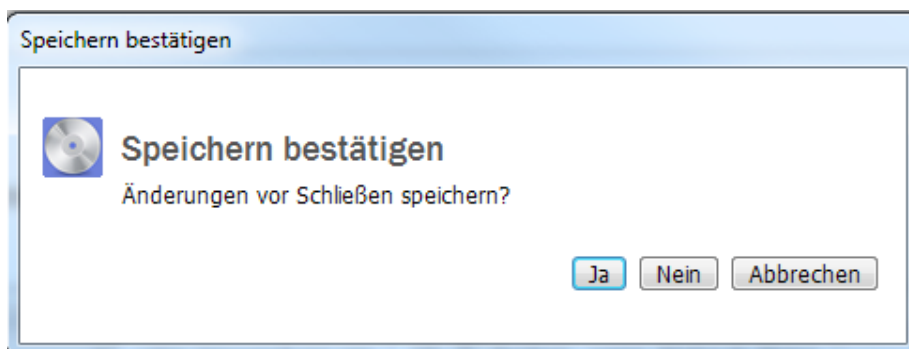 Speichern bestätigen
Speichern bestätigen
Änderungen vor Schließen speichern?
Ja Nein Abbrechen